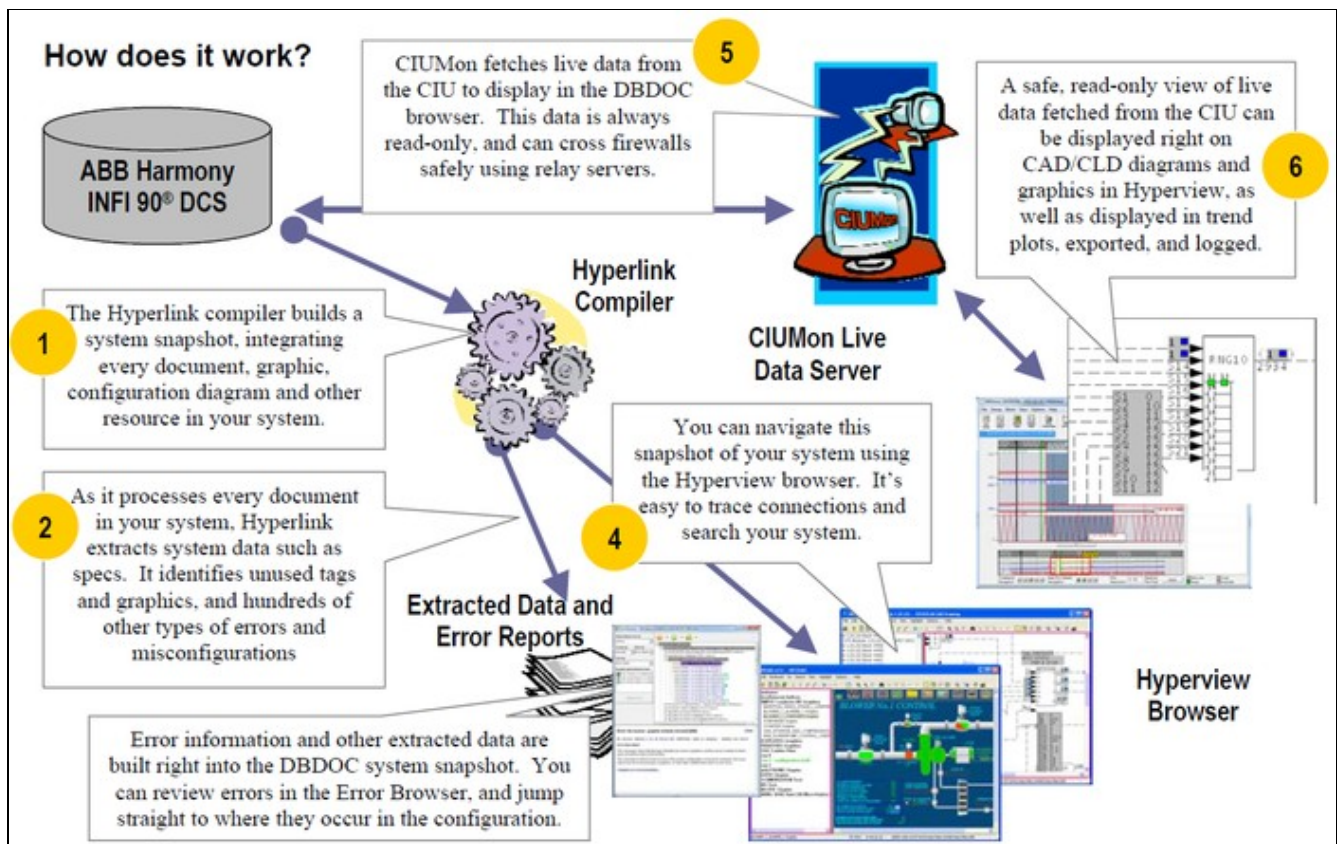 How does it work?
ABB Harmony
INFI 90® DCS
CIUMon fetches live data from
the CIU to display in the DBDOC
browser.  This data is always
read-only, and can cross firewalls
safely using relay servers.
5
CIUMon
A safe, read-only view of live
data fetched from the CIU can
be displayed right on
CAD/CLD diagrams and
graphics in Hyperview, as
well as displayed in trend
plots, exported, and logged.
6
Hyperlink
Compiler
1
The Hyperlink compiler builds a
system snapshot, integrating
every document, graphic,
configuration diagram and other
resource in your system.
CIUMon Live
Data Server
RNG10
2
As it processes every document
in your system, Hyperlink
extracts system data such as
specs.  It identifies unused tags
and graphics, and hundreds of
other types of errors and
misconfigurations
4
You can navigate this
snapshot of your system using
the Hyperview browser.  It's
easy to trace connections and
search your system.
Extracted Data and
Error Reports
BLOWER No.1 CONTROL
Hyperview
Browser
Error information and other extracted data are
built right into the DBDOC system snapshot.  You
can review errors in the Error Browser, and jump
straight to where they occur in the configuration.